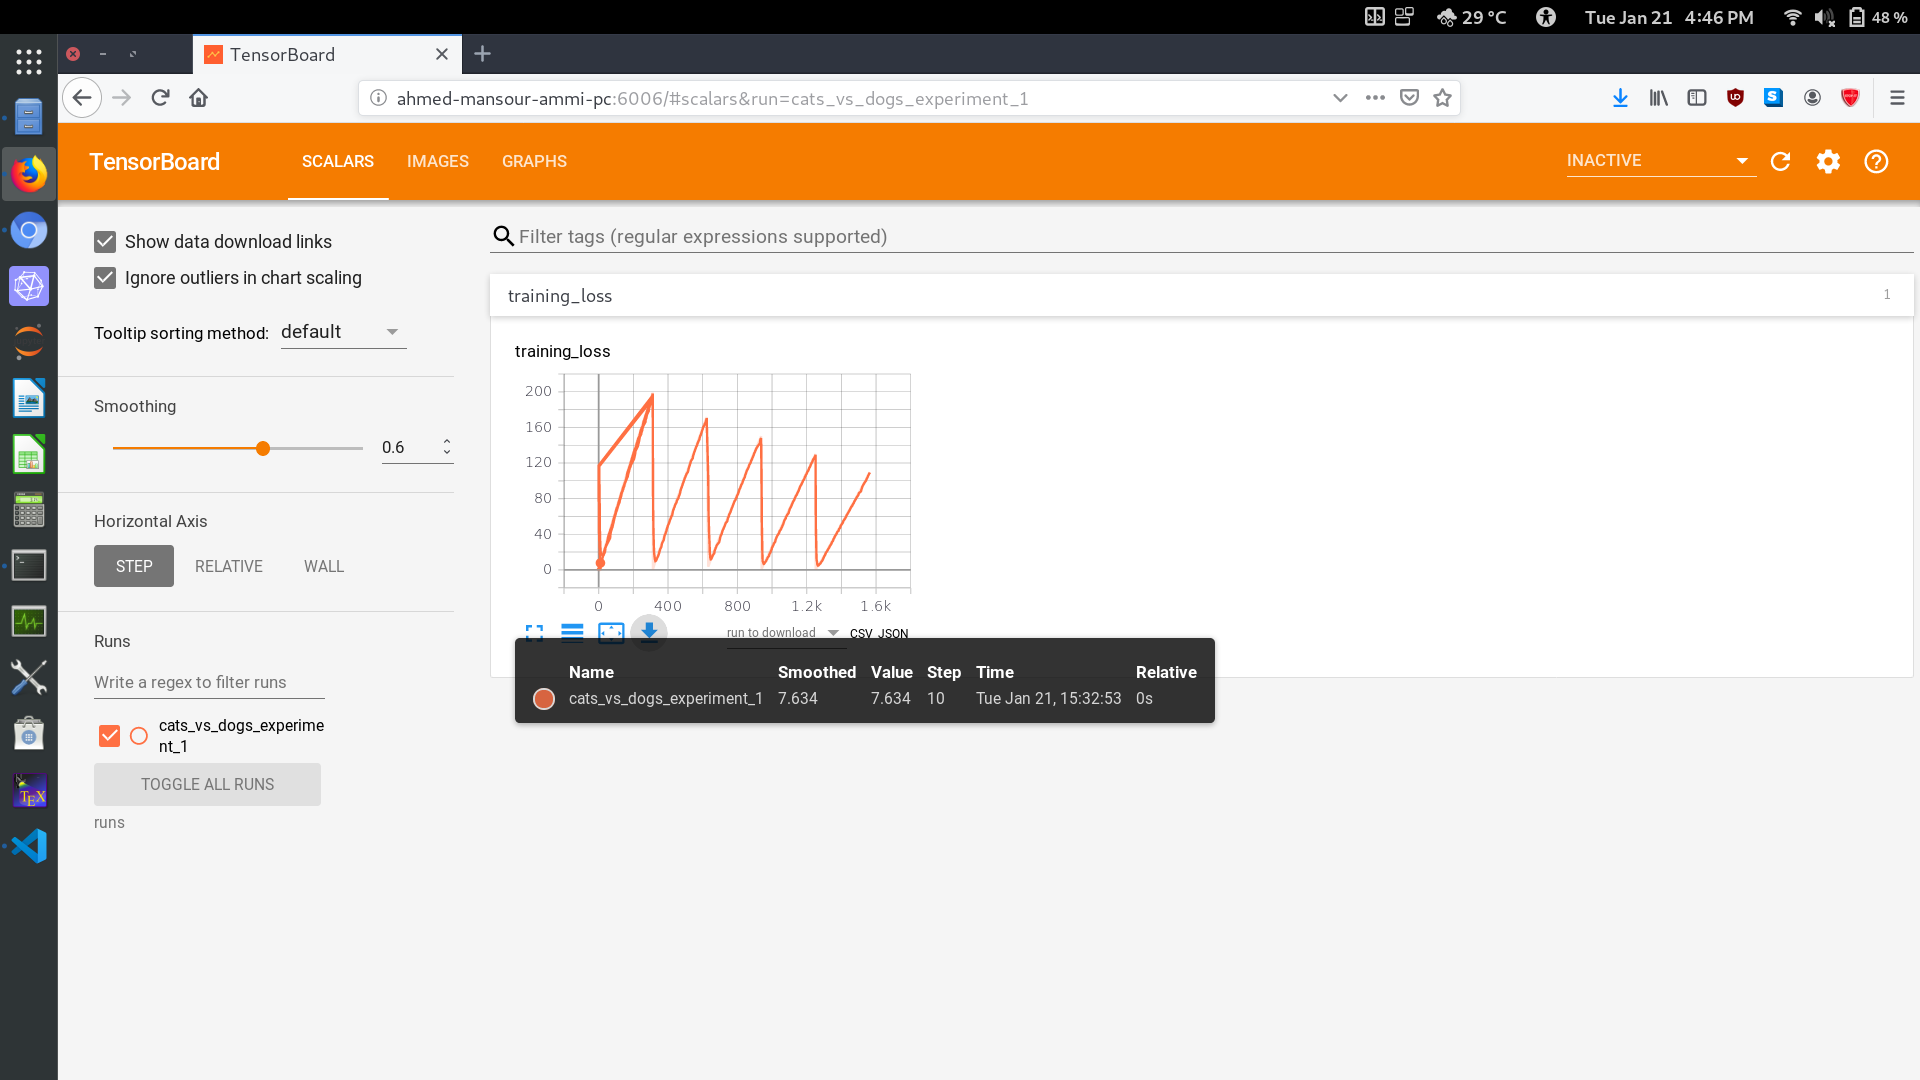 29 °C Tue Jan 21 4:46 PM 48 %
TensorBoard
ahmed-mansour-ammi-pc:6006/#scalars&run=cats_vs_dogs_experiment_1
TensorBoard SCALARS IMAGES GRAPHS INACTIVE
Show data download links
Ignore outliers in chart scaling
Tooltip sorting method: default
Smoothing
0.6
Horizontal Axis
STEP RELATIVE WALL
Runs
Write a regex to filter runs
cats_vs_dogs_experime
nt_1
TOGGLE ALL RUNS
runs
Filter tags (regular expressions supported)
training_loss 1
training_loss
200
160
120
80
40
0
0 400 800 1.2k 1.6k
run to download CSV JSON
Name Smoothed Value Step Time Relative
cats_vs_dogs_experiment_1 7.634 7.634 10 Tue Jan 21, 15:32:53 0s
TEX